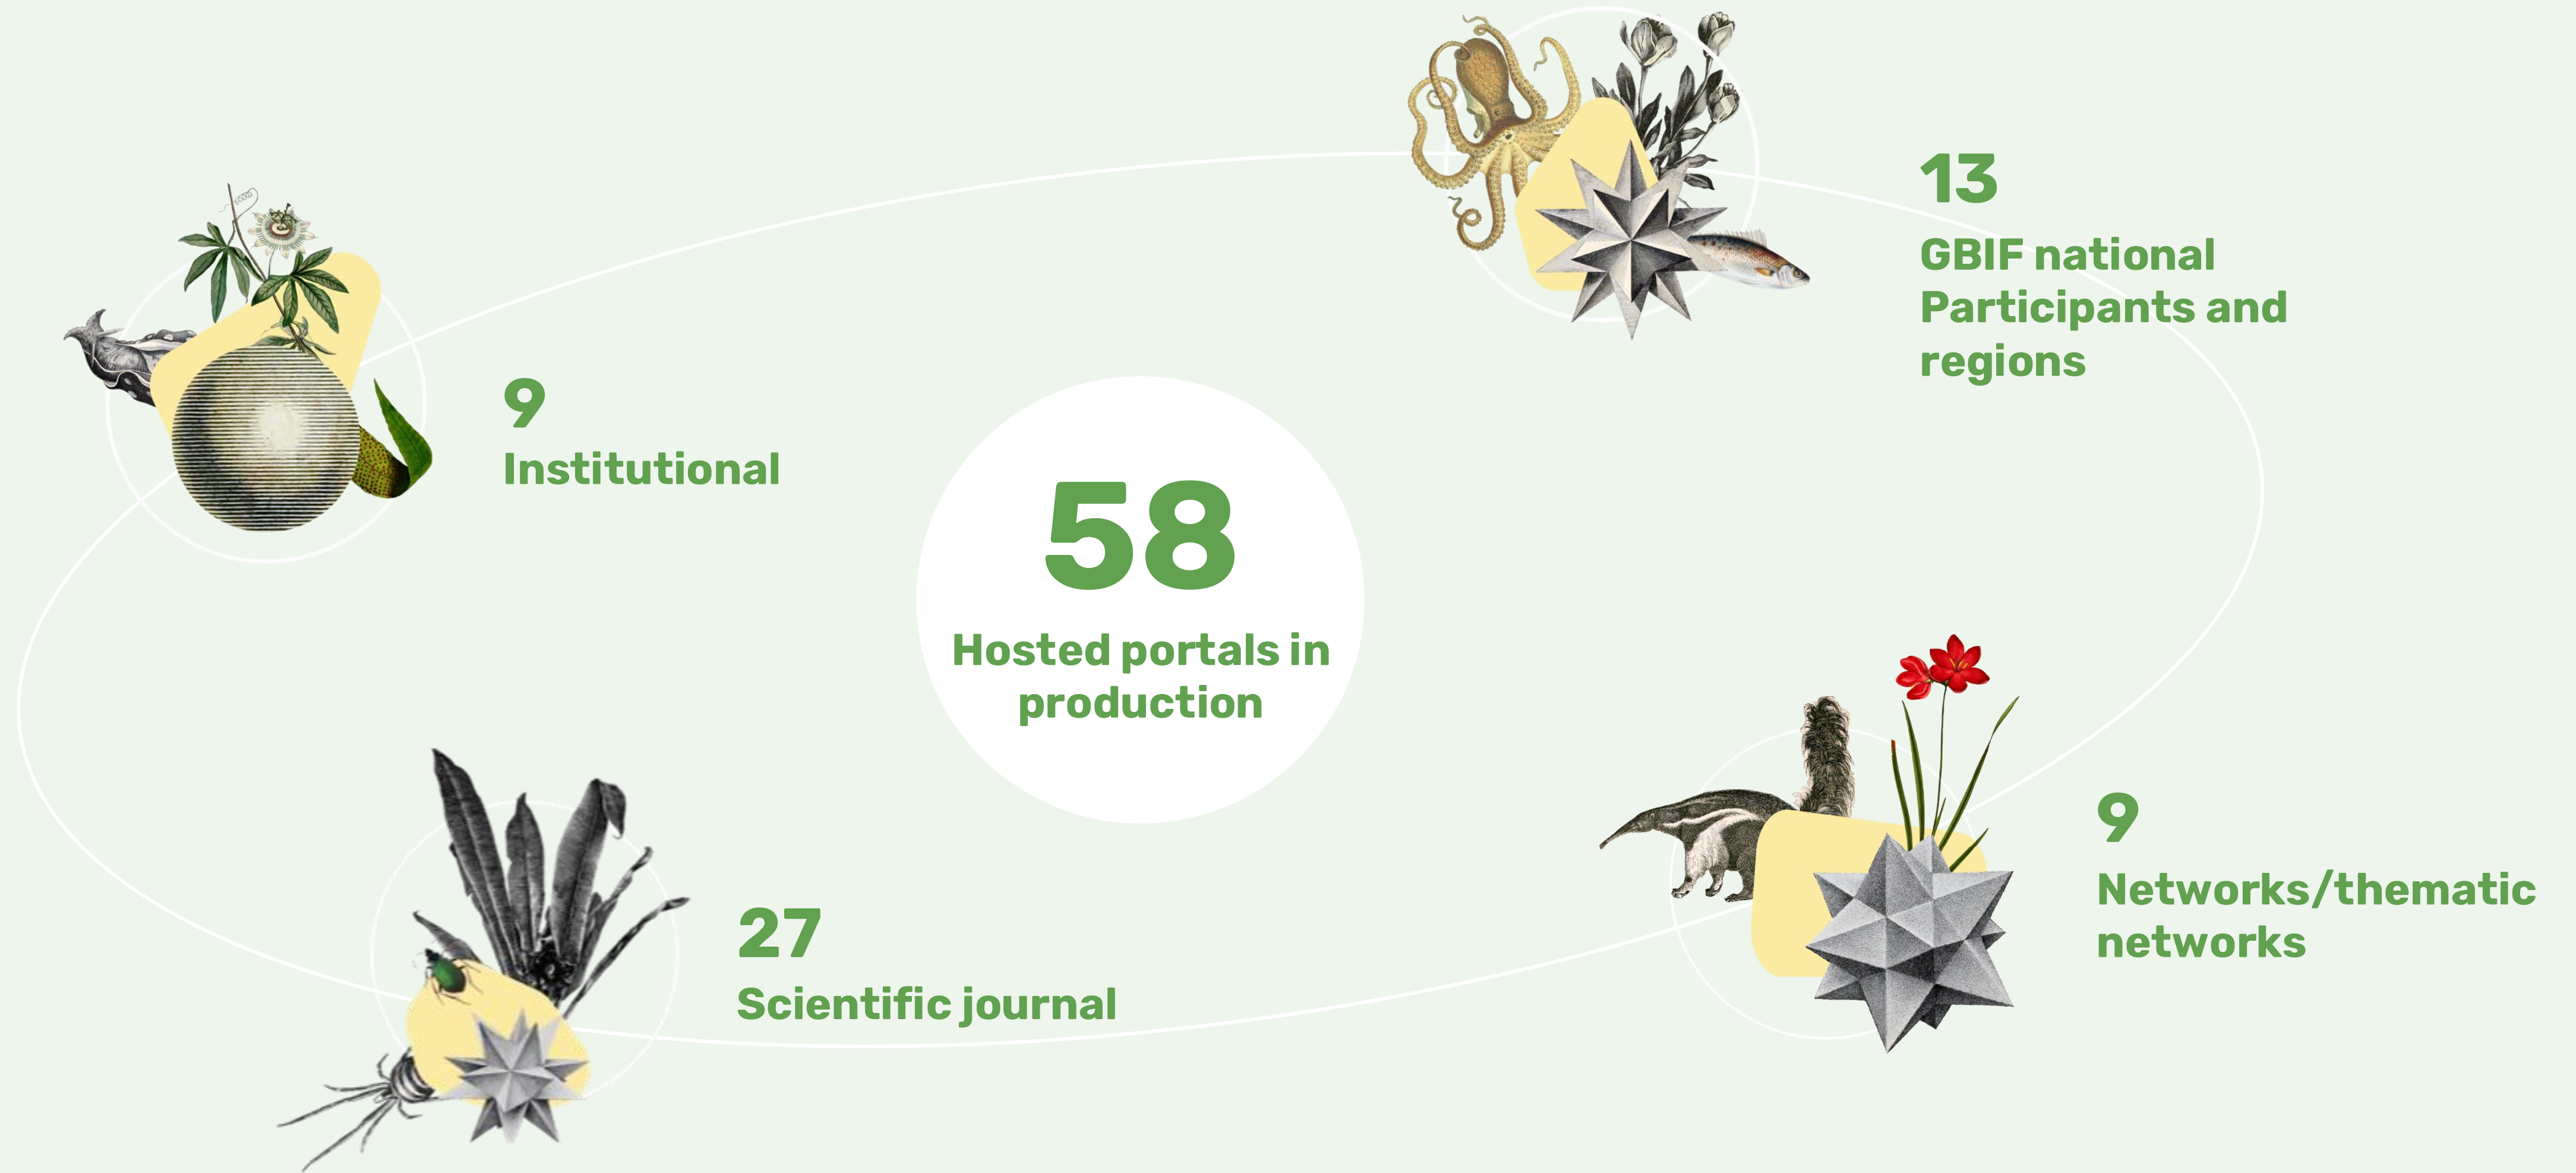 13
GBIF national
Participants and
regions
9
Institutional
58
Hosted portals in
production
9
Networks/thematic
networks
27
Scientific journal